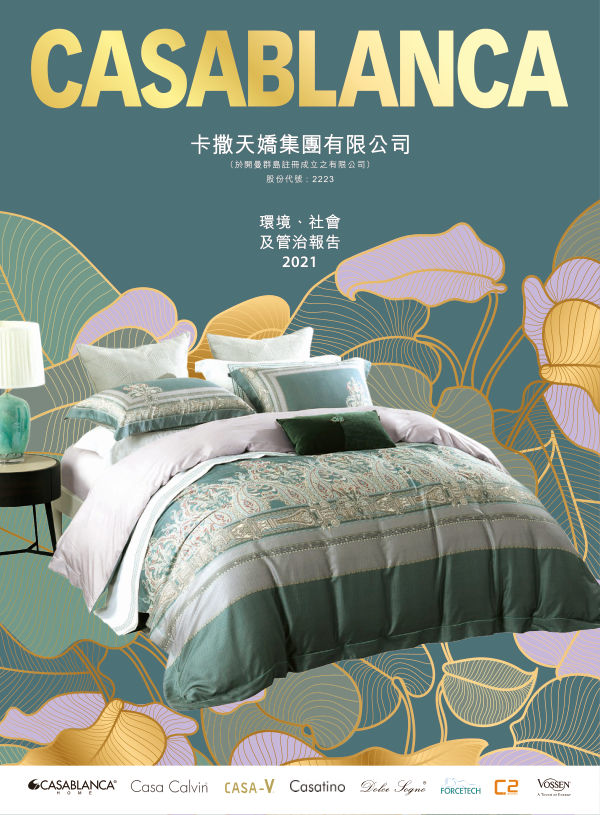 CASABLANCA
卡撒天嬌集團有限公司
(於開曼群島註冊成立之有限公司)
股份代號：2223
環境、社會
及管治報告
2021
CASABLANCA®
HOME
Casa Calvin
CASA-V
Casatino
Dolce Segno®
FORCETECH
C2
VOSSEN®